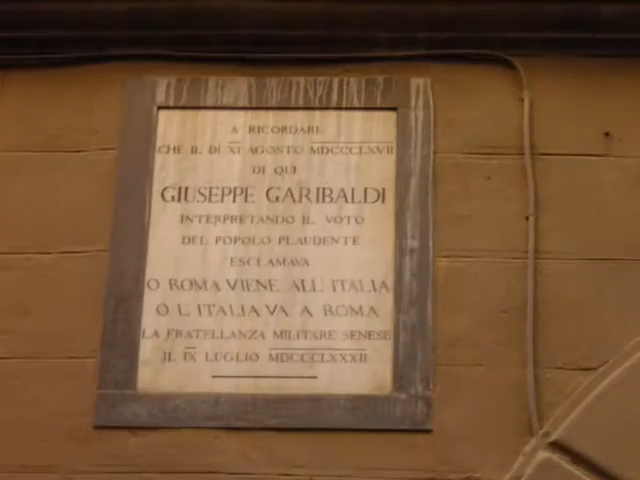 A RICORDARE
CHE IL DI XI AGOSTO MDCCCLXVII
DI QUI
GIUSEPPE GARIBALDI
INTERPRETANDO IL VOTO
DEL POPOLO PLAUDENTE
ESCLAMAVA
O ROMA VIENE ALL'ITALIA
O L'ITALIA VA A ROMA
LA FRATELLANZA MILITARE SENESE
IL IX LUGLIO MDCCCLXXXII